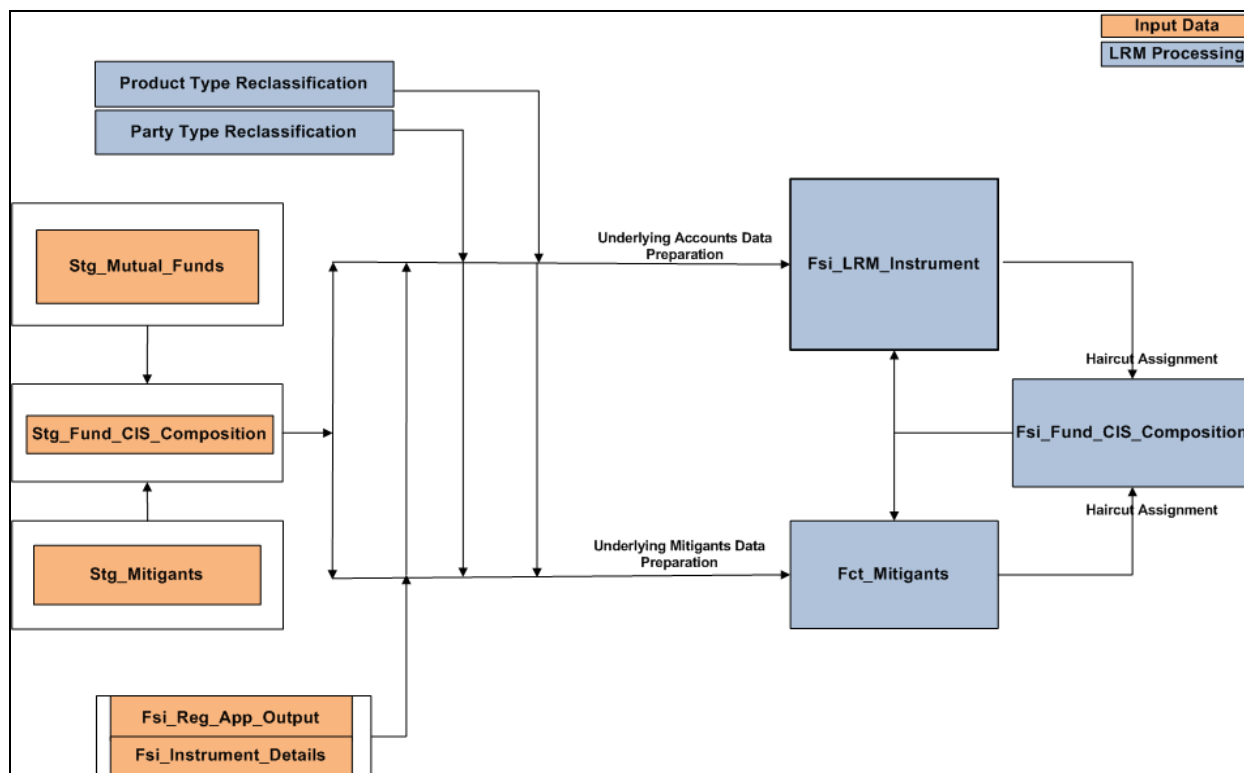 Input Data
LRM Processing
Product Type Reclassification
Party Type Reclassification
Stg_Mutual_Funds
Underlying Accounts Data
Preparation
Fsi_LRM_Instrument
Haircut Assignment
Stg_Fund_CIS_Composition
Fsi_Fund_CIS_Composition
Haircut Assignment
Stg_Mitigants
Underlying Mitigants Data
Preparation
Fct_Mitigants
Fsi_Reg_App_Output
Fsi_Instrument_Details